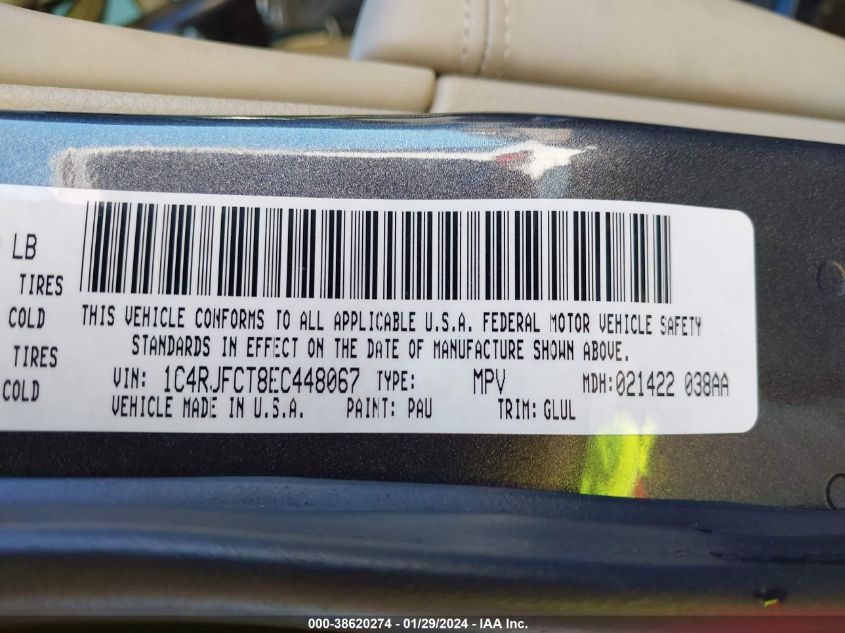 LB
TIRES
COLD
TIRES
COLD
THIS VEHICLE CONFORMS TO ALL APPLICABLE U.S.A. FEDERAL MOTOR VEHICLE SAFETY
STANDARDS IN EFFECT ON THE DATE OF MANUFACTURE SHOWN ABOVE.
VIN: 1C4RJFCT8EC448067 TYPE: MPV MDH:021422 038AA
VEHICLE MADE IN U.S.A. PAINT: PAU TRIM: GLUL
000-38620274 - 01/29/2024 - IAA Inc.